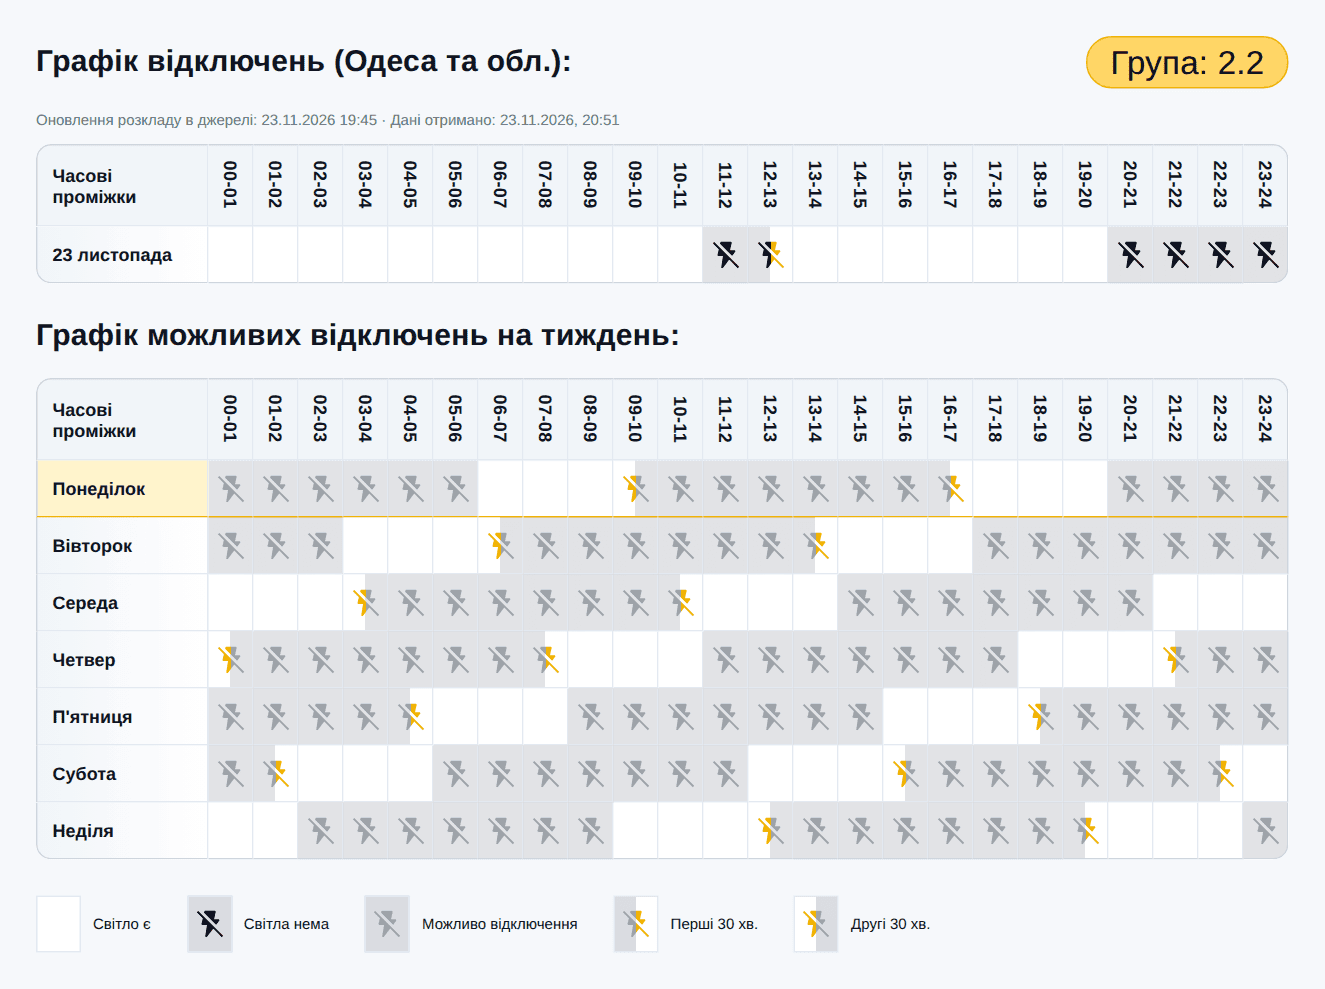 Графік відключень (Одеса та обл.):
Група: 2.2
Оновлення розкладу в джерелі: 23.11.2026 19:45 · Дані отримано: 23.11.2026, 20:51
Часові проміжки 00-01 01-02 02-03 03-04 04-05 05-06 06-07 07-08 08-09 09-10 10-11 11-12 12-13 13-14 14-15 15-16 16-17 17-18 18-19 19-20 20-21 21-22 22-23 23-24
23 листопада
Графік можливих відключень на тиждень:
Часові проміжки 00-01 01-02 02-03 03-04 04-05 05-06 06-07 07-08 08-09 09-10 10-11 11-12 12-13 13-14 14-15 15-16 16-17 17-18 18-19 19-20 20-21 21-22 22-23 23-24
Понеділок
Вівторок
Середа
Четвер
П'ятниця
Субота
Неділя
Світло є Світла нема Можливо відключення Перші 30 хв. Другі 30 хв.